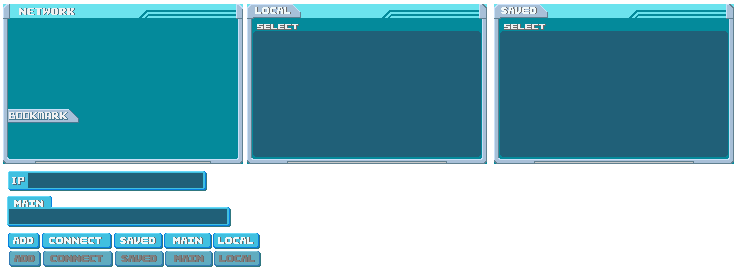 NETWORK
LOCAL
SAVED
SELECT
SELECT
BOOKMARK
IP
MAIN
ADD CONNECT SAVED MAIN LOCAL
ADD CONNECT SAVED MAIN LOCAL